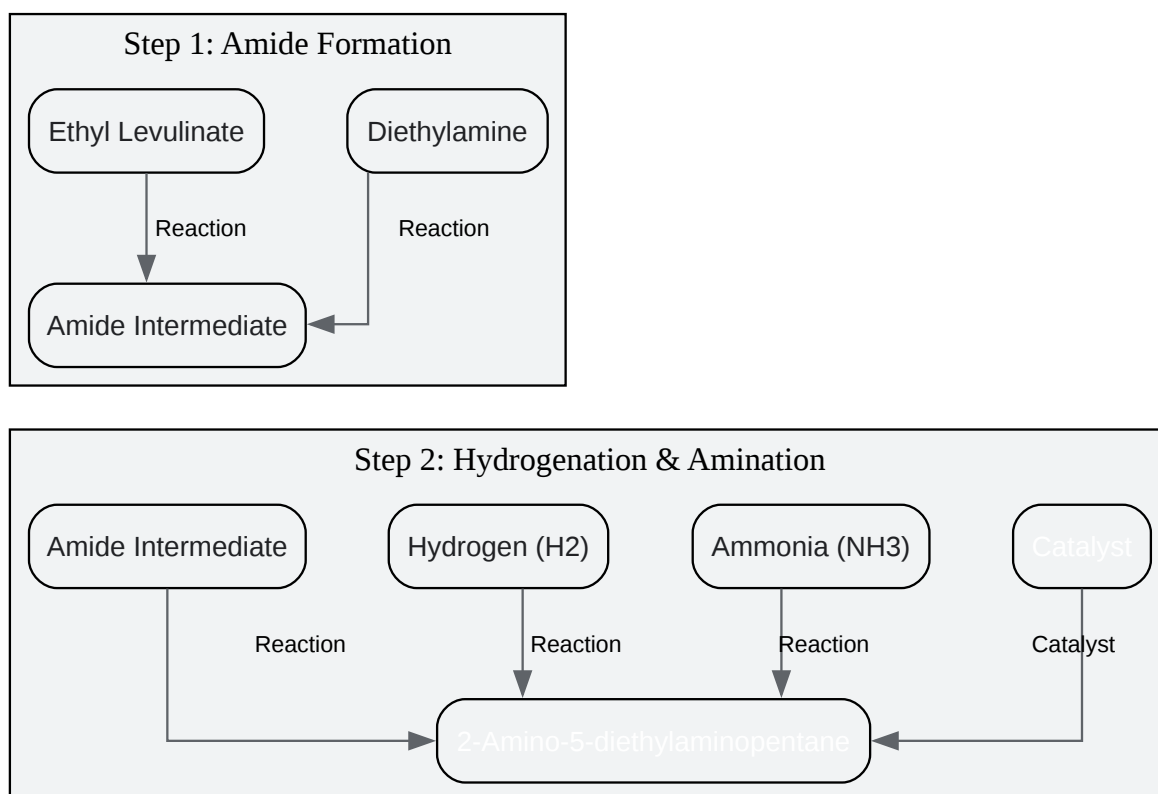 Step 1: Amide Formation
Ethyl Levulinate
Diethylamine
Reaction
Reaction
Amide Intermediate
Step 2: Hydrogenation & Amination
Amide Intermediate
Hydrogen (H2)
Ammonia (NH3)
Catalyst
Reaction
Reaction
Reaction
Catalyst
2-Amino-5-diethylaminopentane